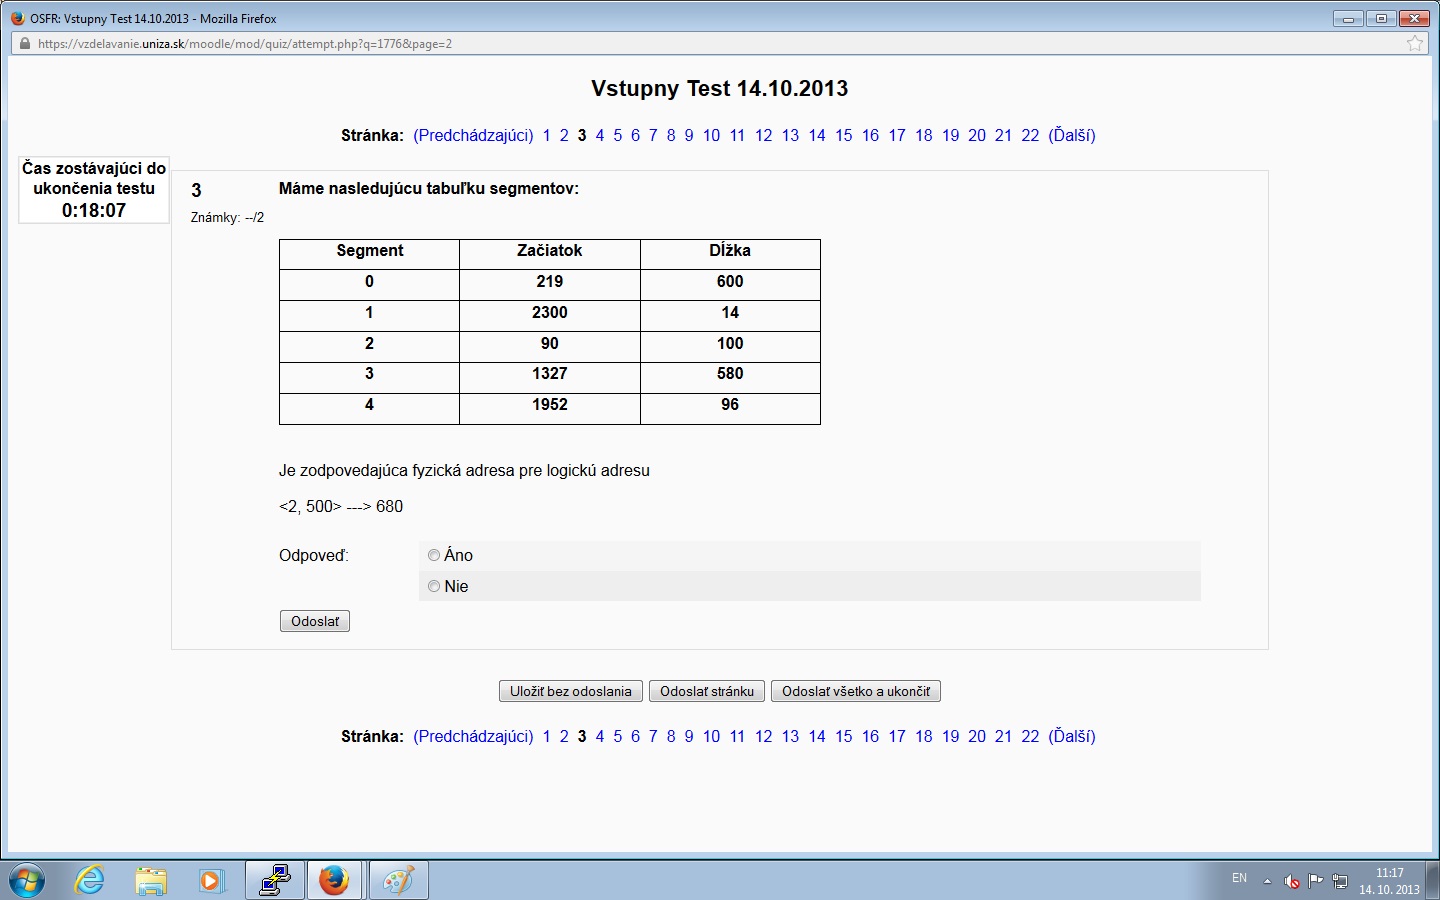 OSFR: Vstupny Test 14.10.2013 - Mozilla Firefox
https://vzdelavanie.uniza.sk/moodle/mod/quiz/attempt.php?q=1776&page=2
Vstupny Test 14.10.2013
Stránka: (Predchádzajúci) 1 2 3 4 5 6 7 8 9 10 11 12 13 14 15 16 17 18 19 20 21 22 (Ďalší)
Čas zostávajúci do
ukončenia testu
0:18:07
3
Známky: --/2
Máme nasledujúcu tabuľku segmentov:
Segment Začiatok Dĺžka
0 219 600
1 2300 14
2 90 100
3 1327 580
4 1952 96
Je zodpovedajúca fyzická adresa pre logickú adresu
<2, 500> ---> 680
Odpoveď:
Áno
Nie
Odoslať
Uložiť bez odoslania Odoslať stránku Odoslať všetko a ukončiť
Stránka: (Predchádzajúci) 1 2 3 4 5 6 7 8 9 10 11 12 13 14 15 16 17 18 19 20 21 22 (Ďalší)
EN
11:17
14. 10. 2013